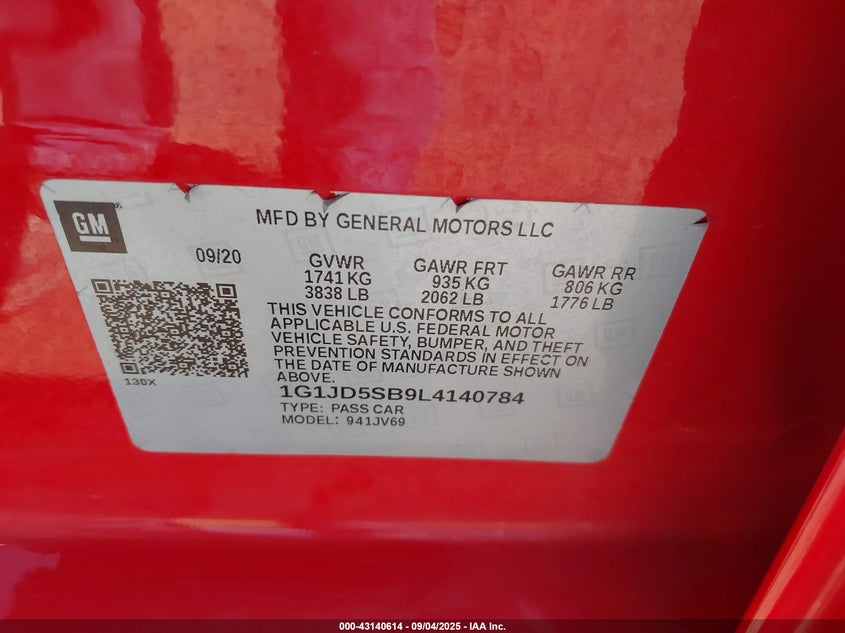 GM
MFD BY GENERAL MOTORS LLC
09/20
GVWR
1741 KG
3838 LB
GAWR FRT
935 KG
2062 LB
GAWR RR
806 KG
1776 LB
THIS VEHICLE CONFORMS TO ALL
APPLICABLE U.S. FEDERAL MOTOR
VEHICLE SAFETY, BUMPER, AND THEFT
PREVENTION STANDARDS IN EFFECT ON
THE DATE OF MANUFACTURE SHOWN
ABOVE.
130X
1G1JD5SB9L4140784
TYPE: PASS CAR
MODEL: 941JV69
000-43140614 - 09/04/2025 - IAA Inc.